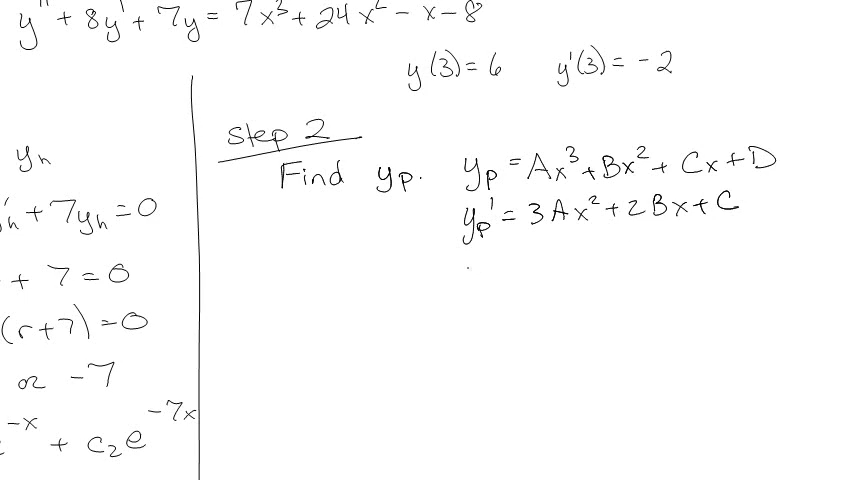 y'' + 8y' + 7y = 7x³ + 24x² - x - 8
y(3) = 6 y'(3) = -2
yₕ
'ₕ + 7yₕ = 0
+ 7 = 0
(r+7) = 0
or -7
-x + c₂e^(-7x)
Step 2
Find yp. yp = Ax³ + Bx² + Cx + D
yp' = 3Ax² + 2Bx + C